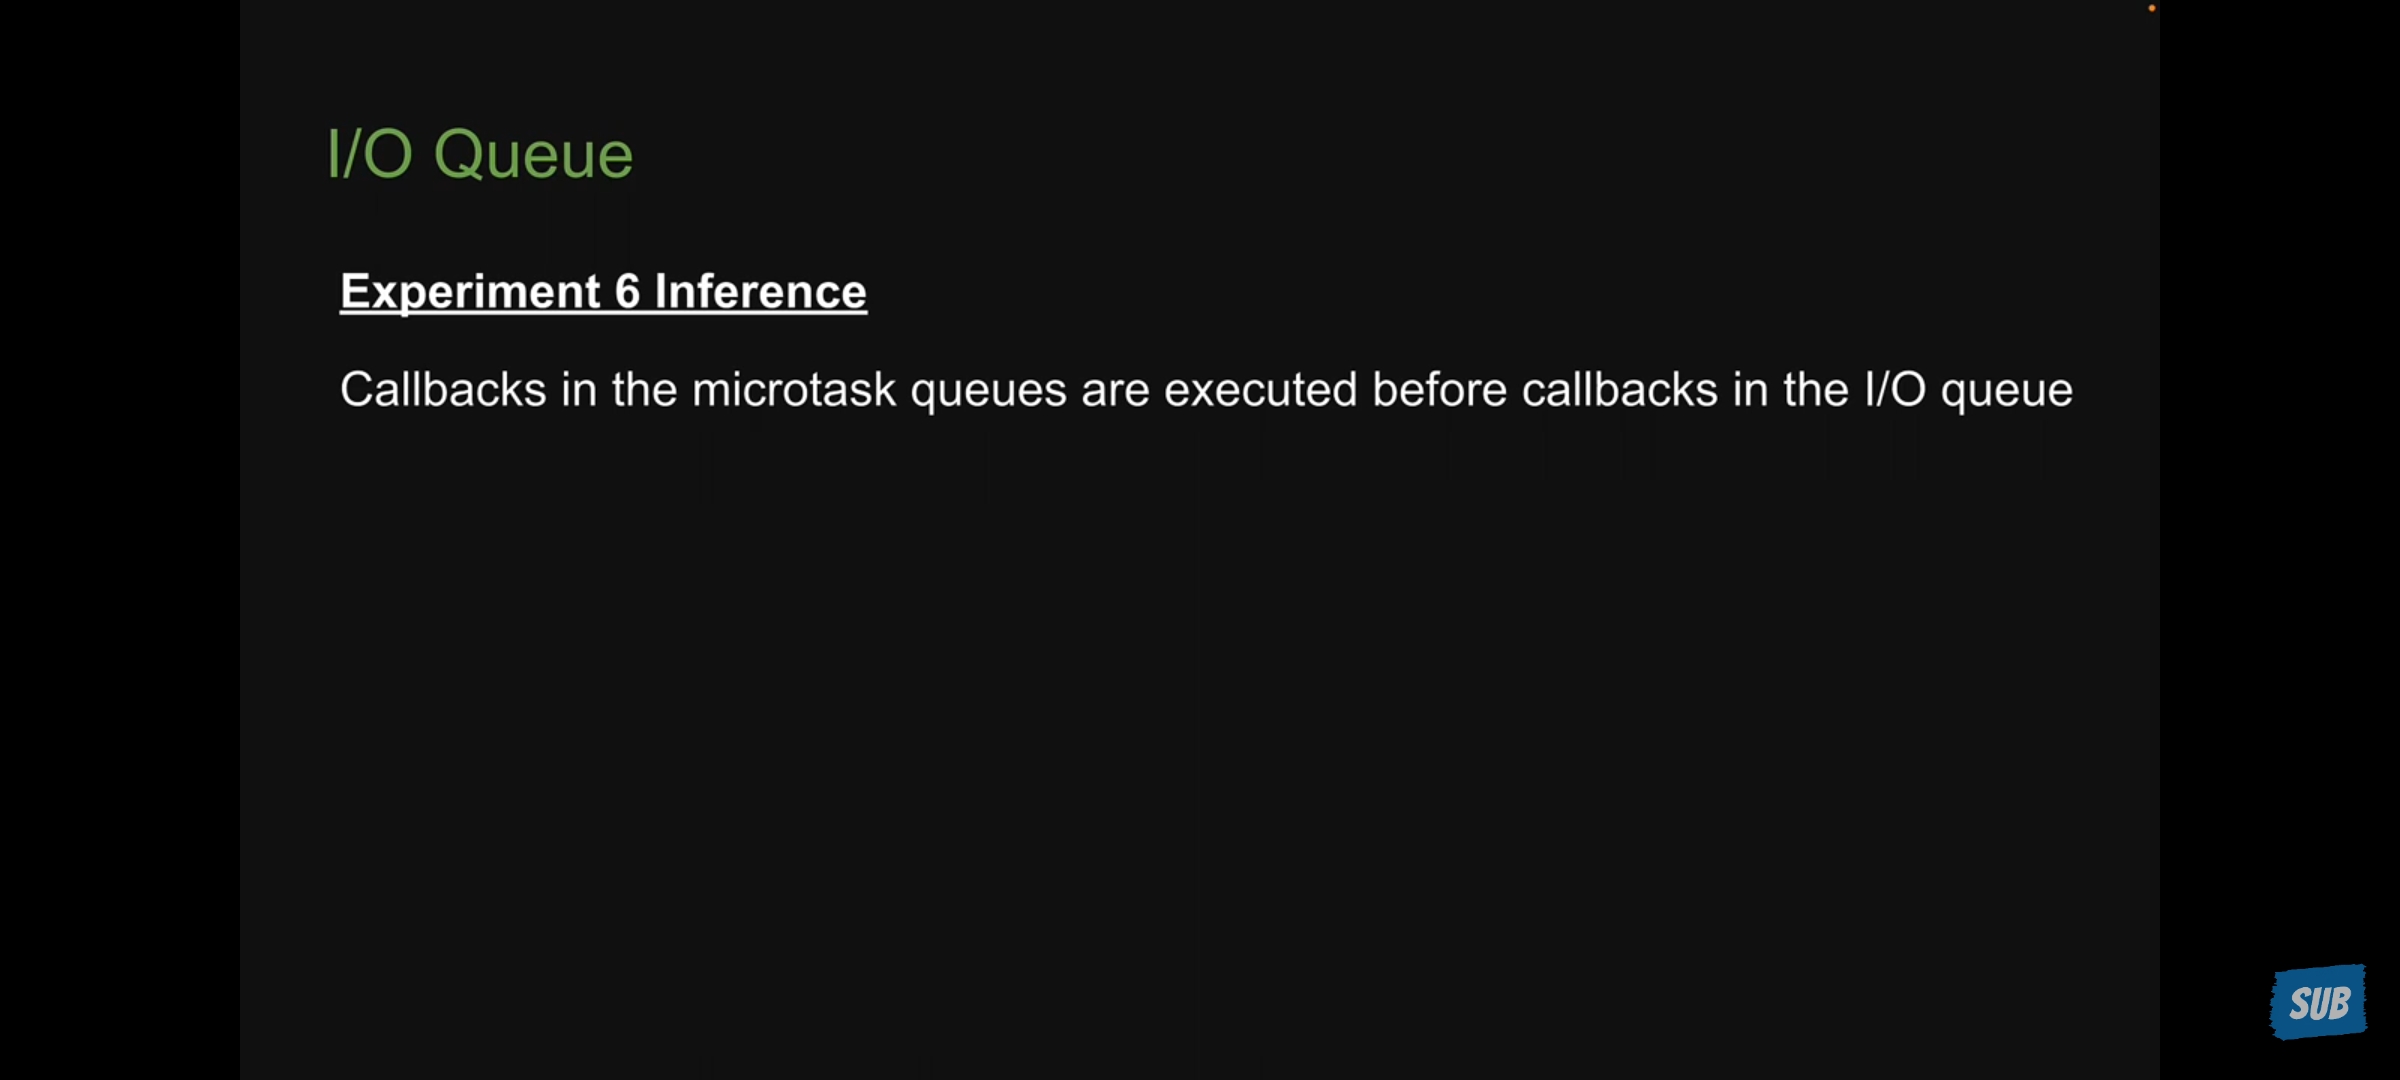 I/O Queue
Experiment 6 Inference
Callbacks in the microtask queues are executed before callbacks in the I/O queue
SUB